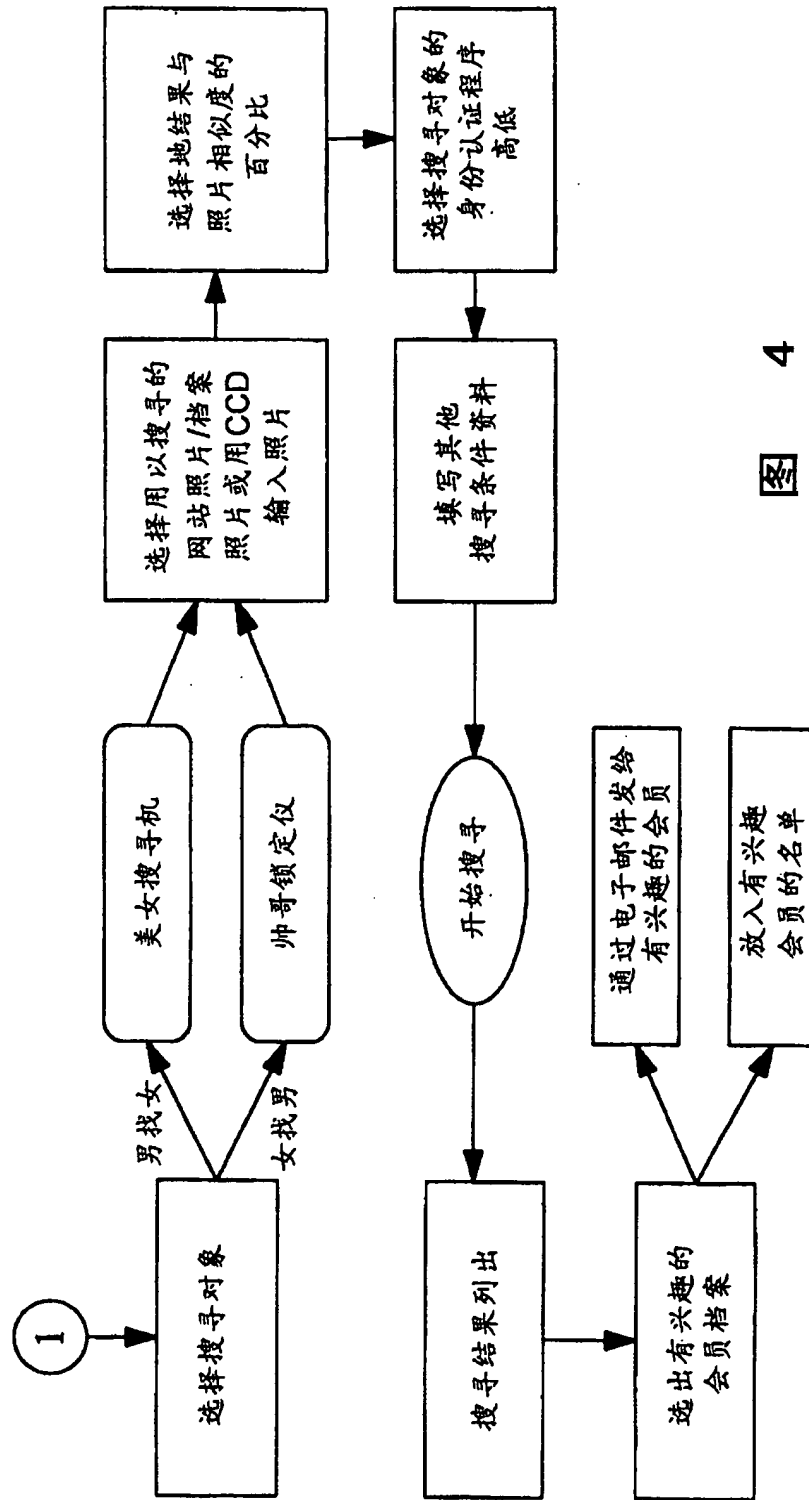 1
选择搜寻对象
男找女
女找男
美女搜寻机
帅哥锁定仪
选择用以搜寻的
网站照片/档案
照片或用CCD
输入照片
选择地结果与
照片相似度的
百分比
选择搜寻对象的
身份认证程序
高低
填写其他
搜寻条件资料
开始搜寻
搜寻结果列出
选出有兴趣的
会员档案
通过电子邮件发给
有兴趣的会员
放入有兴趣
会员的名单
图 4